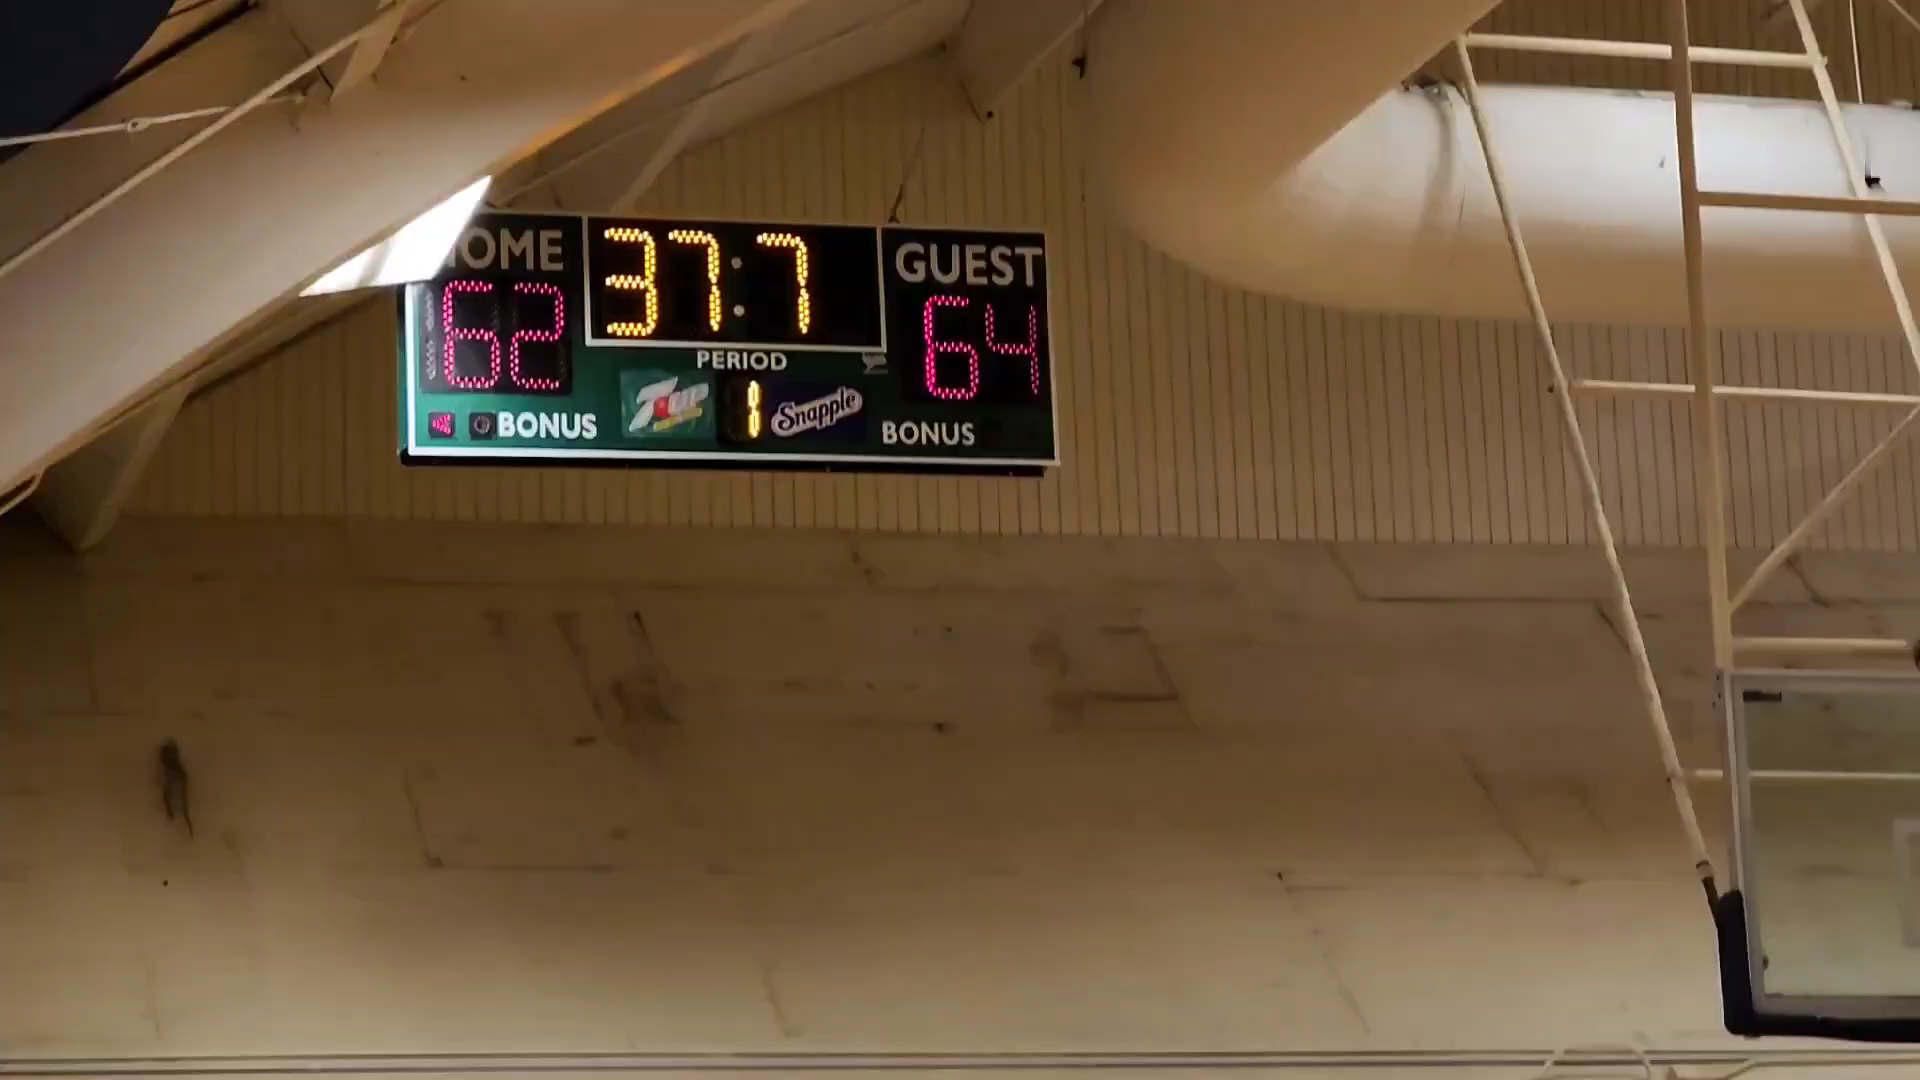 HOME 37:7 GUEST
62 64
PERIOD
7UP 1 Snapple
BONUS BONUS